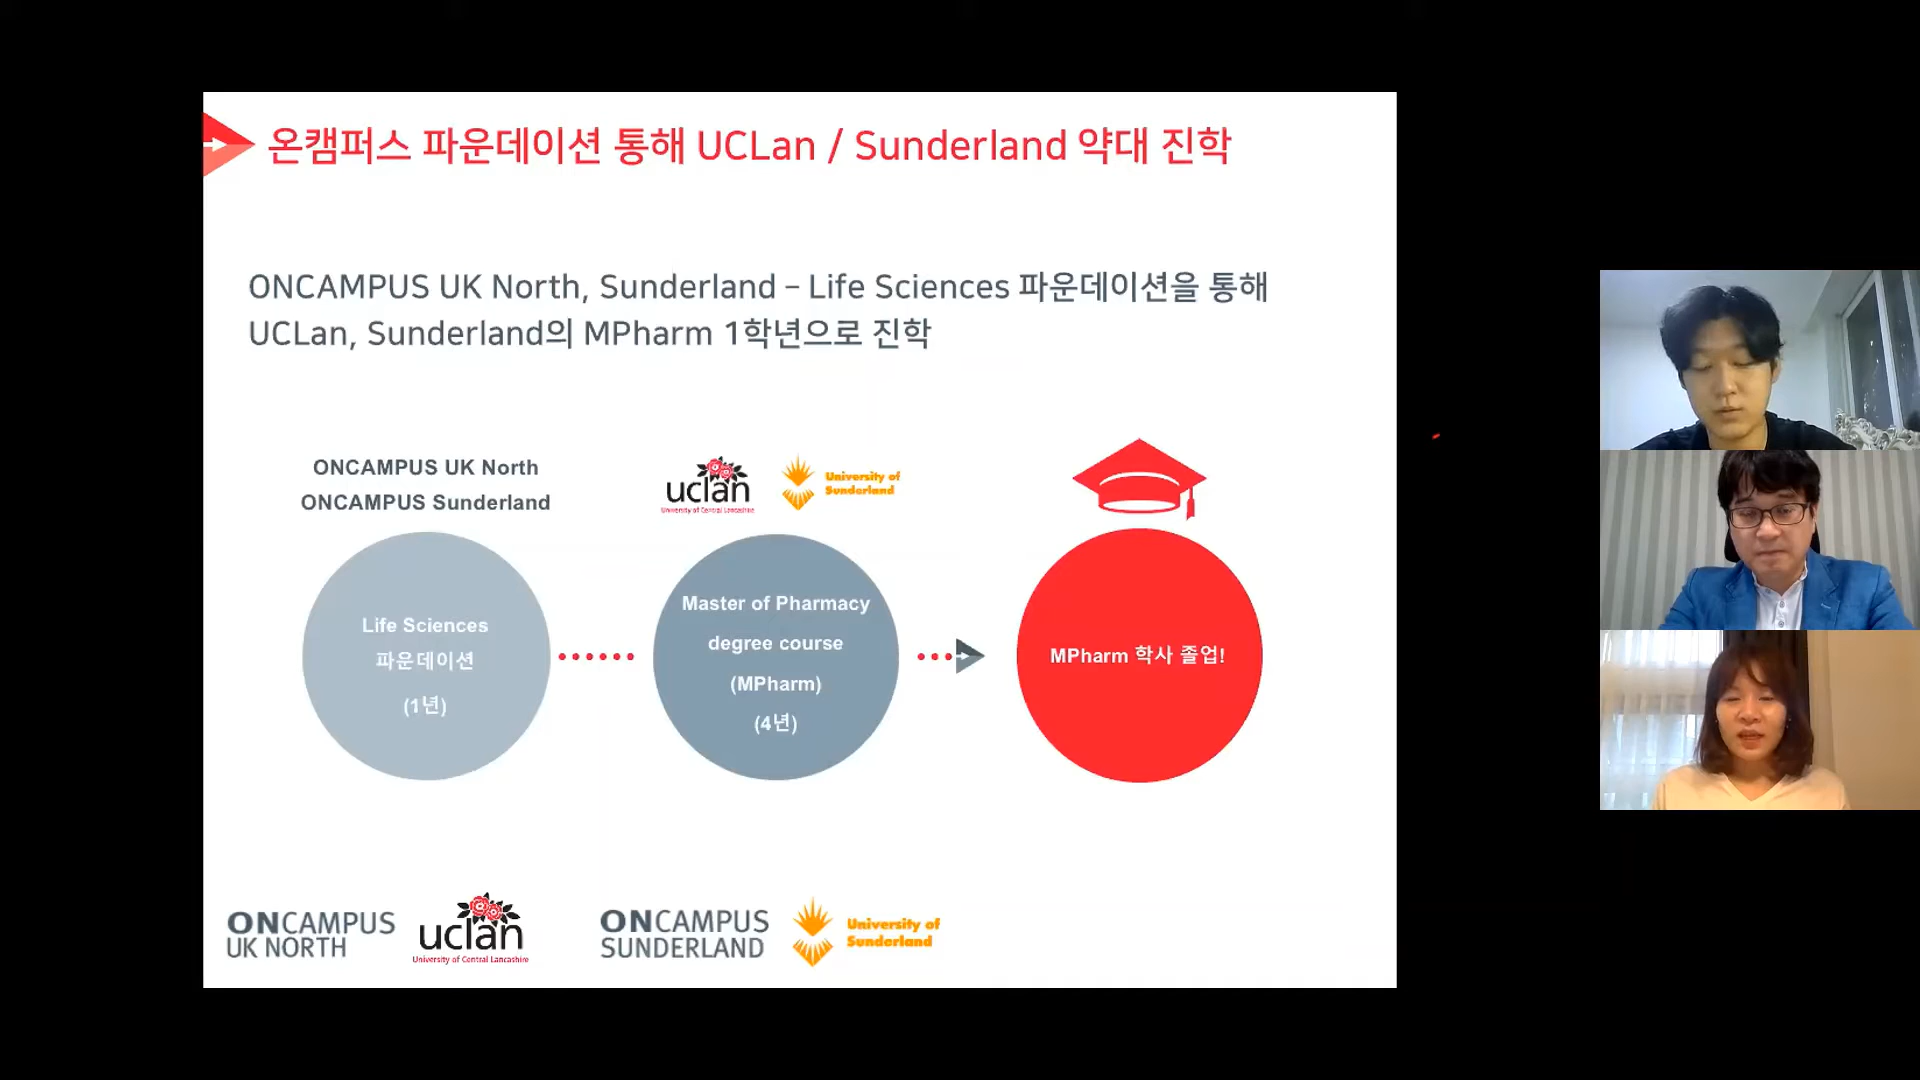 온캠퍼스 파운데이션 통해 UCLan / Sunderland 약대 진학
ONCAMPUS UK North, Sunderland – Life Sciences 파운데이션을 통해
UCLan, Sunderland의 MPharm 1학년으로 진학
ONCAMPUS UK North
ONCAMPUS Sunderland
Life Sciences
파운데이션
(1년)
uclan
University of Central Lancashire
University of
Sunderland
Master of Pharmacy
degree course
(MPharm)
(4년)
MPharm 학사 졸업!
ONCAMPUS
UK NORTH
uclan
University of Central Lancashire
ONCAMPUS
SUNDERLAND
University of
Sunderland